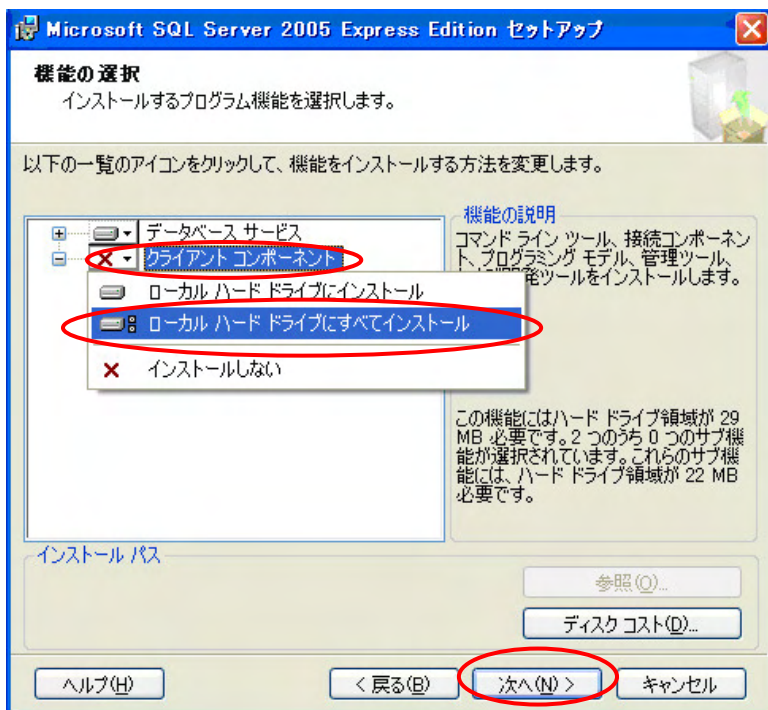 Microsoft SQL Server 2005 Express Edition セットアップ
機能の選択
インストールするプログラム機能を選択します。
以下の一覧のアイコンをクリックして、機能をインストールする方法を変更します。
データベース サービス
クライアント コンポーネント
ローカル ハード ドライブにインストール
ローカル ハード ドライブにすべてインストール
インストールしない
機能の説明
コマンド ライン ツール、接続コンポーネン
ト、プログラミング モデル、管理ツール、
発ツールをインストールします。
この機能にはハード ドライブ領域が 29
MB 必要です。2 つのうち 0 つのサブ機
能が選択されています。これらのサブ機
能には、ハード ドライブ領域が 22 MB
必要です。
インストール パス
参照(O)...
ディスク コスト(D)...
ヘルプ(H)
< 戻る(B)
次へ(N) >
キャンセル